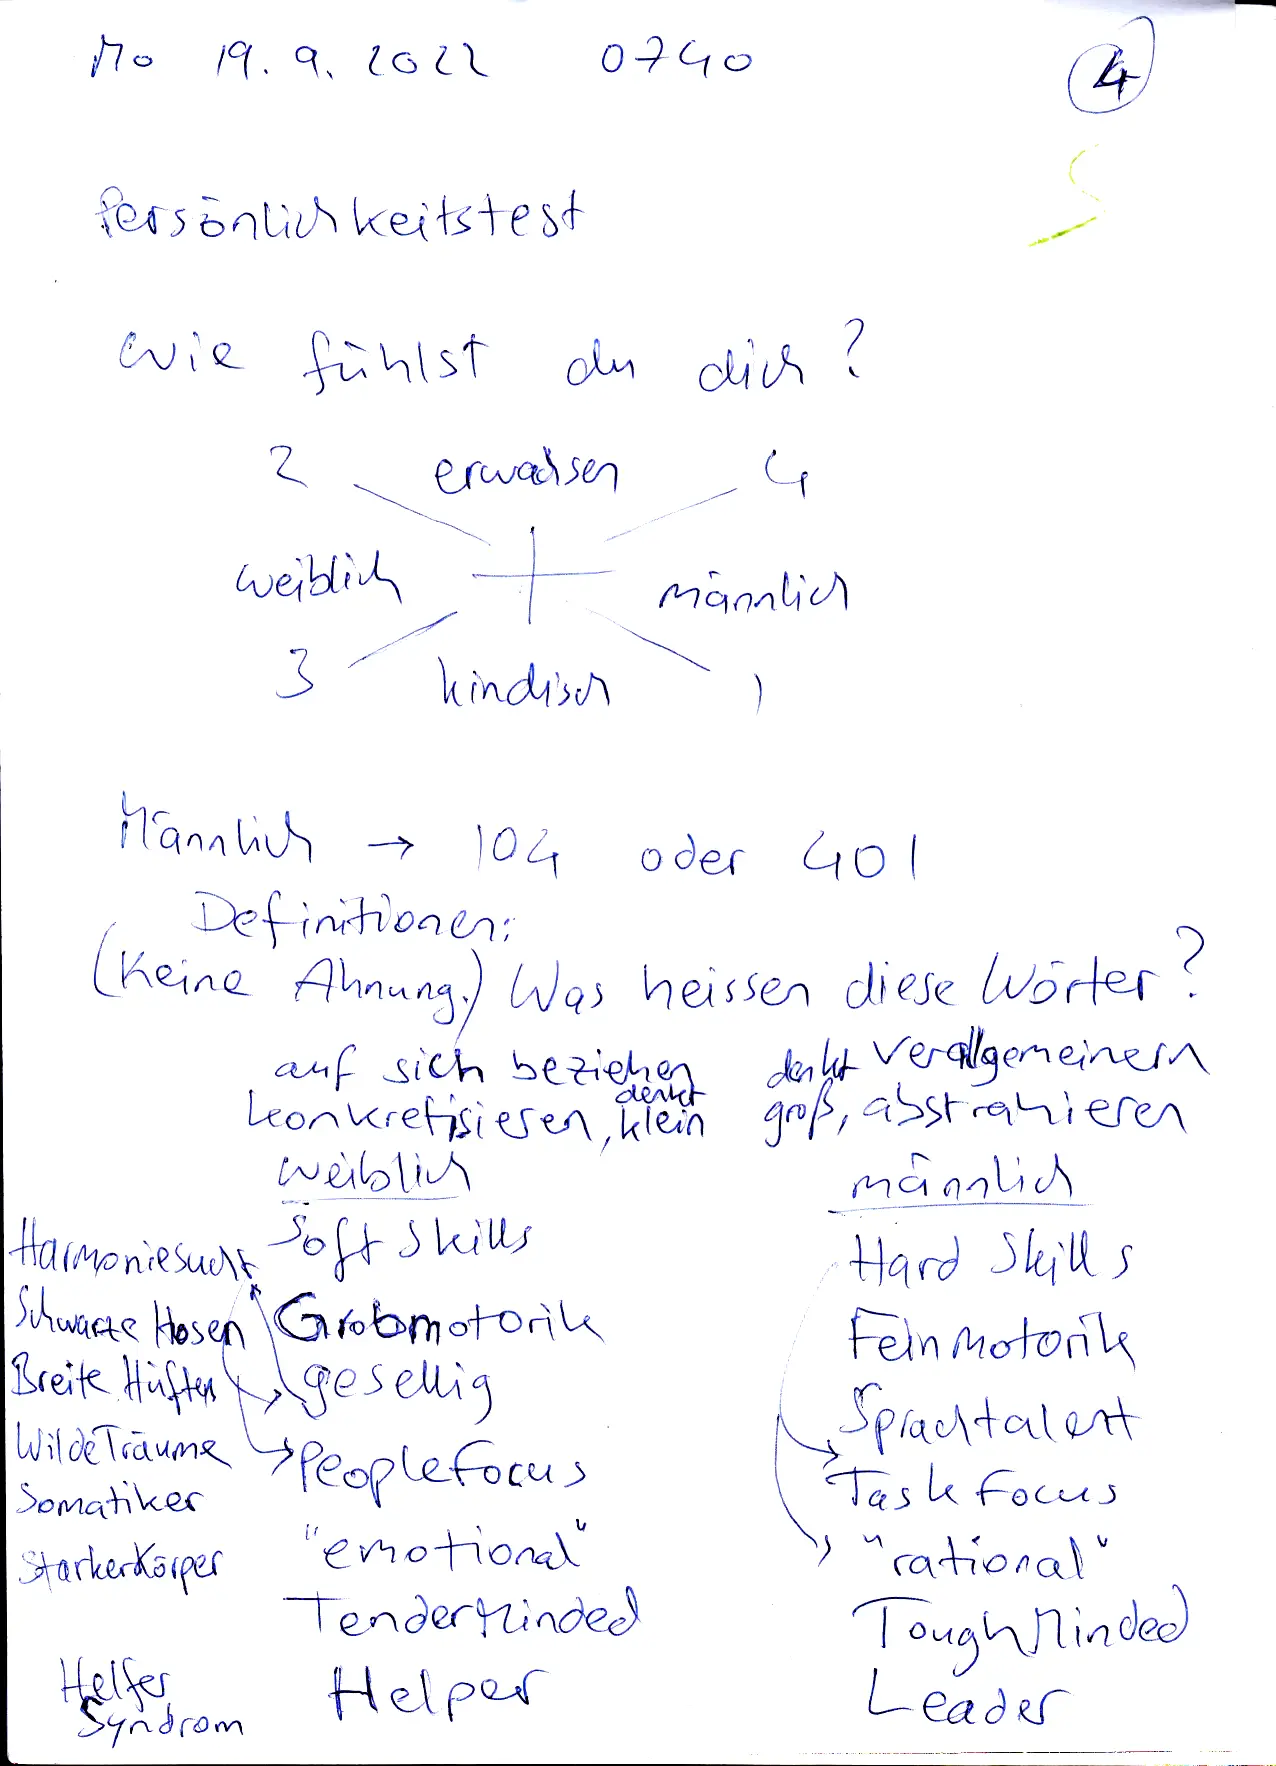 Mo 19.9.2022 0740 4
Persönlichkeitstest
Wie fühlst du dich?
2 erwachsen 4
weiblich männlich
3 kindisch 1
Männlich → 104 oder 401
Definitionen:
(Keine Ahnung.) Was heissen diese Wörter?
auf sich beziehen denkt verallgemeinern
konkretisieren, denkt klein groß, abstrahieren
weiblich männlich
Harmoniesucht Soft Skills Hard Skills
Schwarze Hosen Grobmotorik Feinmotorik
Breite Hüften gesellig Sprachtalent
Wilde Träume PeopleFocus Task Focus
Somatiker "emotional" "rational"
StarkerKörper TenderMinded ToughMinded
Helfer Syndrom Helper Leader